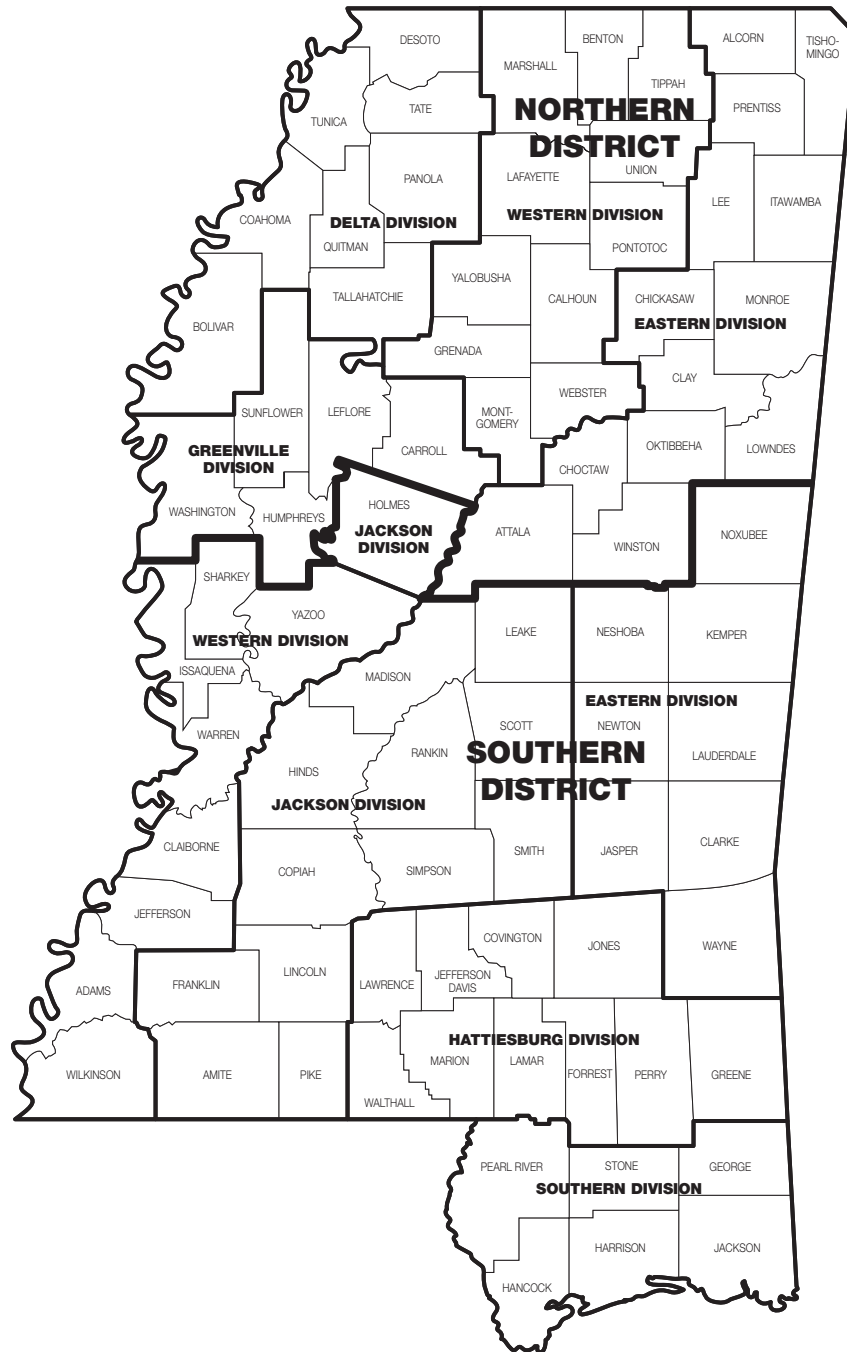 DESOTO
BENTON
ALCORN
TISHO-
MINGO
MARSHALL
TIPPAH
TATE
TUNICA
NORTHERN
DISTRICT
PRENTISS
PANOLA
LAFAYETTE
UNION
LEE
ITAWAMBA
COAHOMA
DELTA DIVISION
WESTERN DIVISION
QUITMAN
PONTOTOC
YALOBUSHA
TALLAHATCHIE
CALHOUN
CHICKASAW
MONROE
BOLIVAR
EASTERN DIVISION
GRENADA
CLAY
WEBSTER
SUNFLOWER
LEFLORE
MONT-
GOMERY
GREENVILLE
DIVISION
CARROLL
OKTIBBEHA
LOWNDES
CHOCTAW
WASHINGTON
HUMPHREYS
HOLMES
JACKSON
DIVISION
ATTALA
WINSTON
NOXUBEE
SHARKEY
YAZOO
WESTERN DIVISION
LEAKE
NESHOBA
KEMPER
ISSAQUENA
MADISON
EASTERN DIVISION
WARREN
SCOTT
NEWTON
RANKIN
SOUTHERN
DISTRICT
LAUDERDALE
HINDS
JACKSON DIVISION
CLAIBORNE
COPIAH
SIMPSON
SMITH
JASPER
CLARKE
JEFFERSON
COVINGTON
JONES
WAYNE
ADAMS
FRANKLIN
LINCOLN
LAWRENCE
JEFFERSON
DAVIS
HATTIESBURG DIVISION
WILKINSON
AMITE
PIKE
MARION
LAMAR
FORREST
PERRY
GREENE
WALTHALL
PEARL RIVER
STONE
GEORGE
SOUTHERN DIVISION
HARRISON
JACKSON
HANCOCK